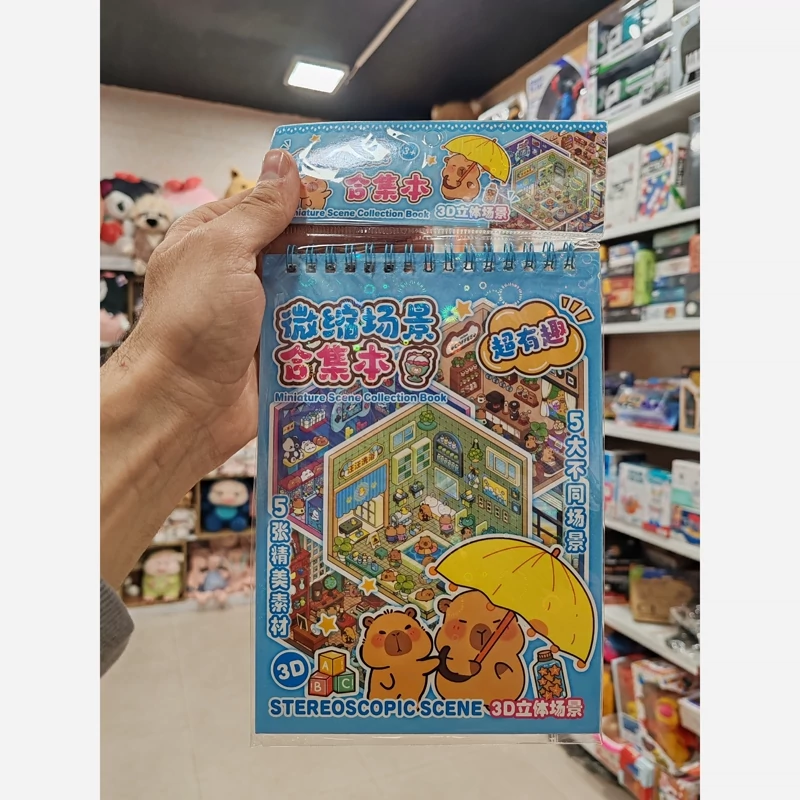 合集本
niature Scene Collection Book
3D立体场景
微缩场景
合集本
Miniature Scene Collection Book
超有趣
5大不同场景
5张精美素材
3D
A
B
C
STEREOSCOPIC SCENE
3D立体场景